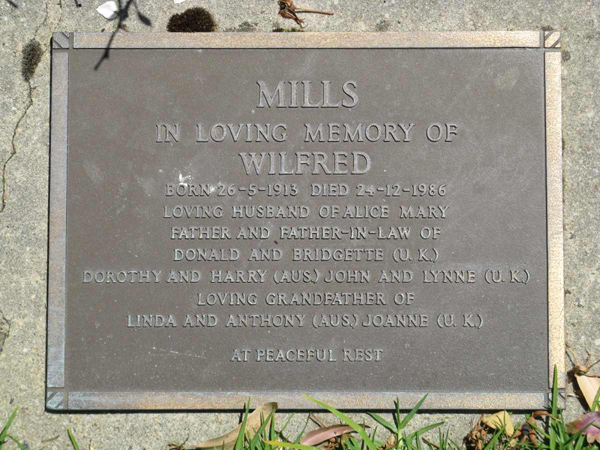 MILLS
IN LOVING MEMORY OF
WILFRED
BORN 26-5-1913 DIED 24-12-1986
LOVING HUSBAND OF ALICE MARY
FATHER AND FATHER-IN-LAW OF
DONALD AND BRIDGETTE (U.K.)
DOROTHY AND HARRY (AUS.) JOHN AND LYNNE (U.K.)
LOVING GRANDFATHER OF
LINDA AND ANTHONY (AUS.) JOANNE (U.K.)
AT PEACEFUL REST